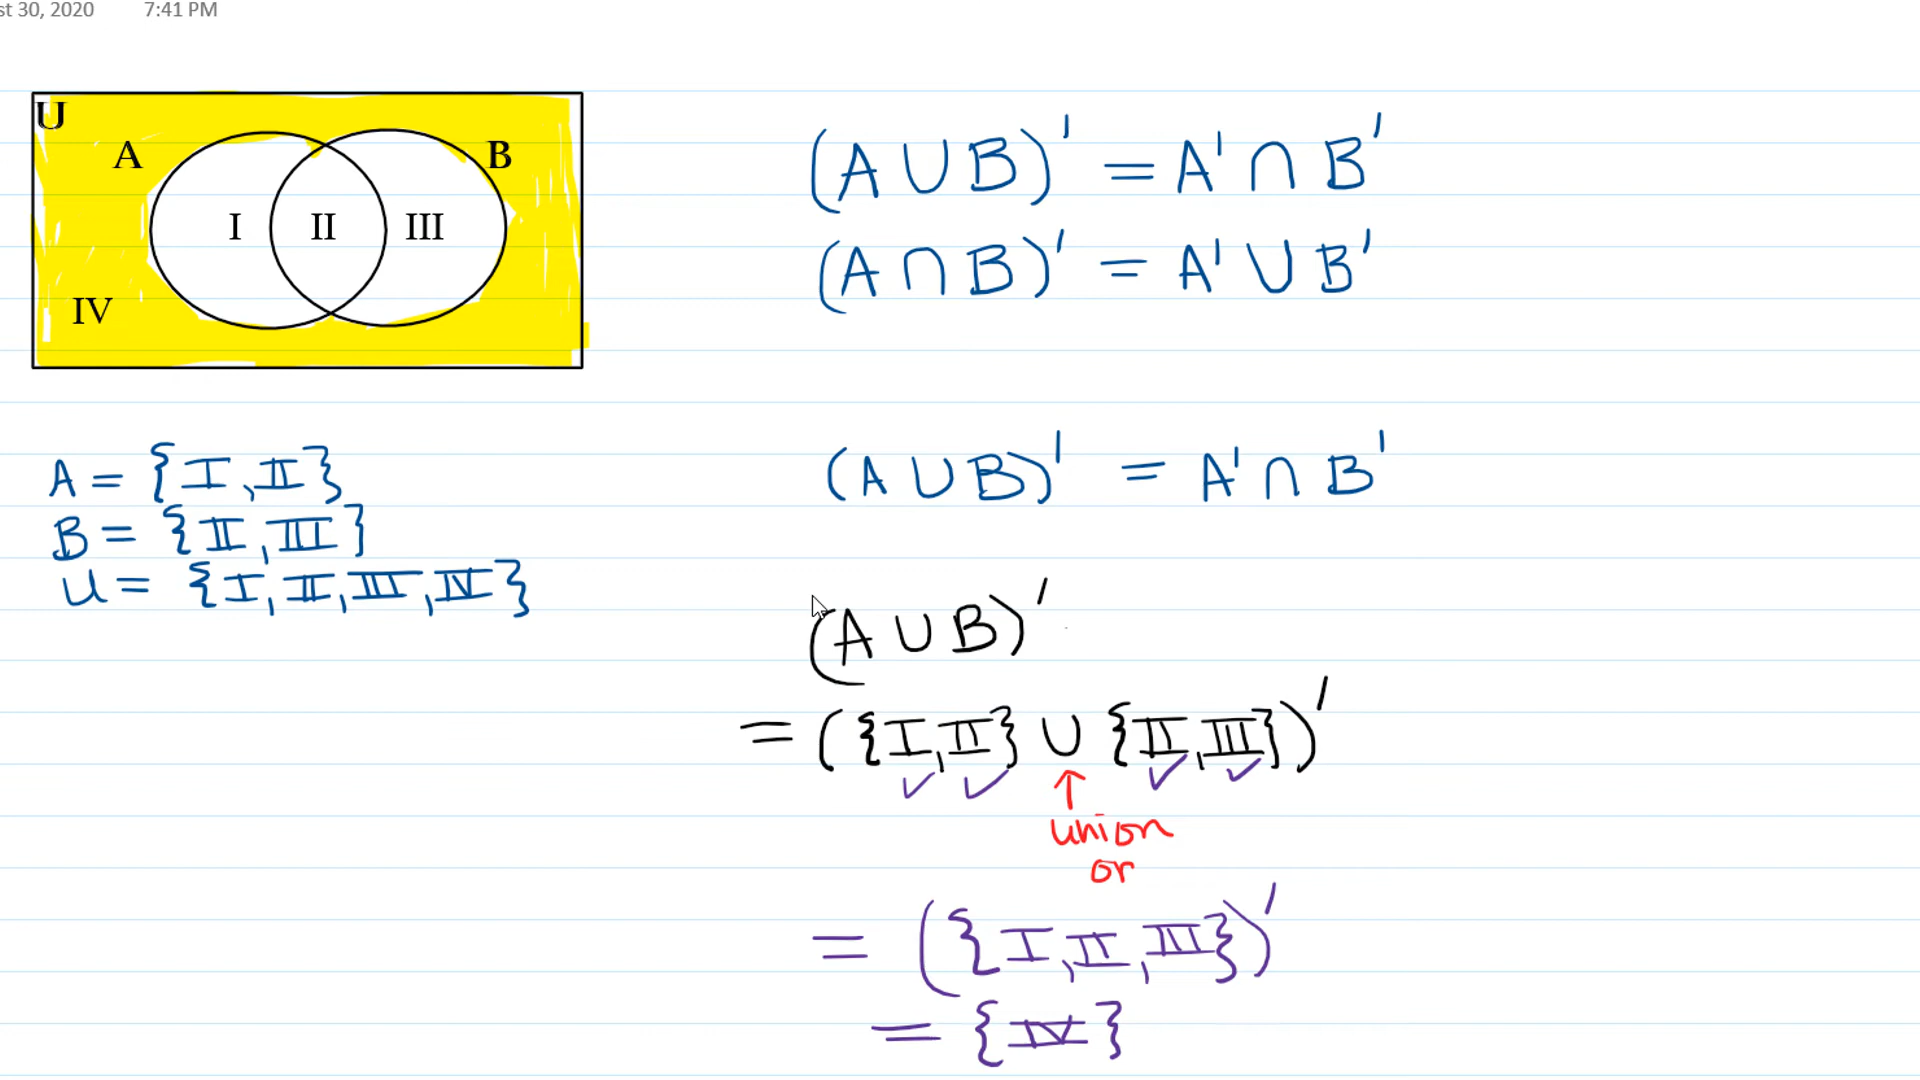 st 30, 2020 7:41 PM
U
A
B
I II III
IV
(A ∪ B)' = A' ∩ B'
(A ∩ B)' = A' ∪ B'
A = {I, II}
B = {II, III}
U = {I, II, III, IV}
(A ∪ B)' = A' ∩ B'
(A ∪ B)'
= ({I, II} ∪ {II, III})'
union
or
= ({I, II, III})'
= {IV}